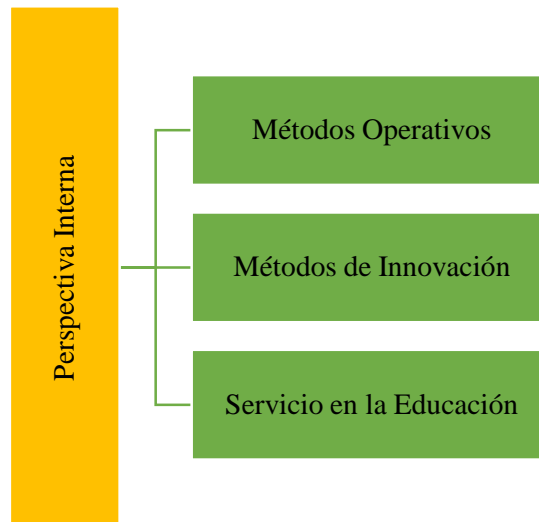 Perspectiva Interna
Métodos Operativos
Métodos de Innovación
Servicio en la Educación